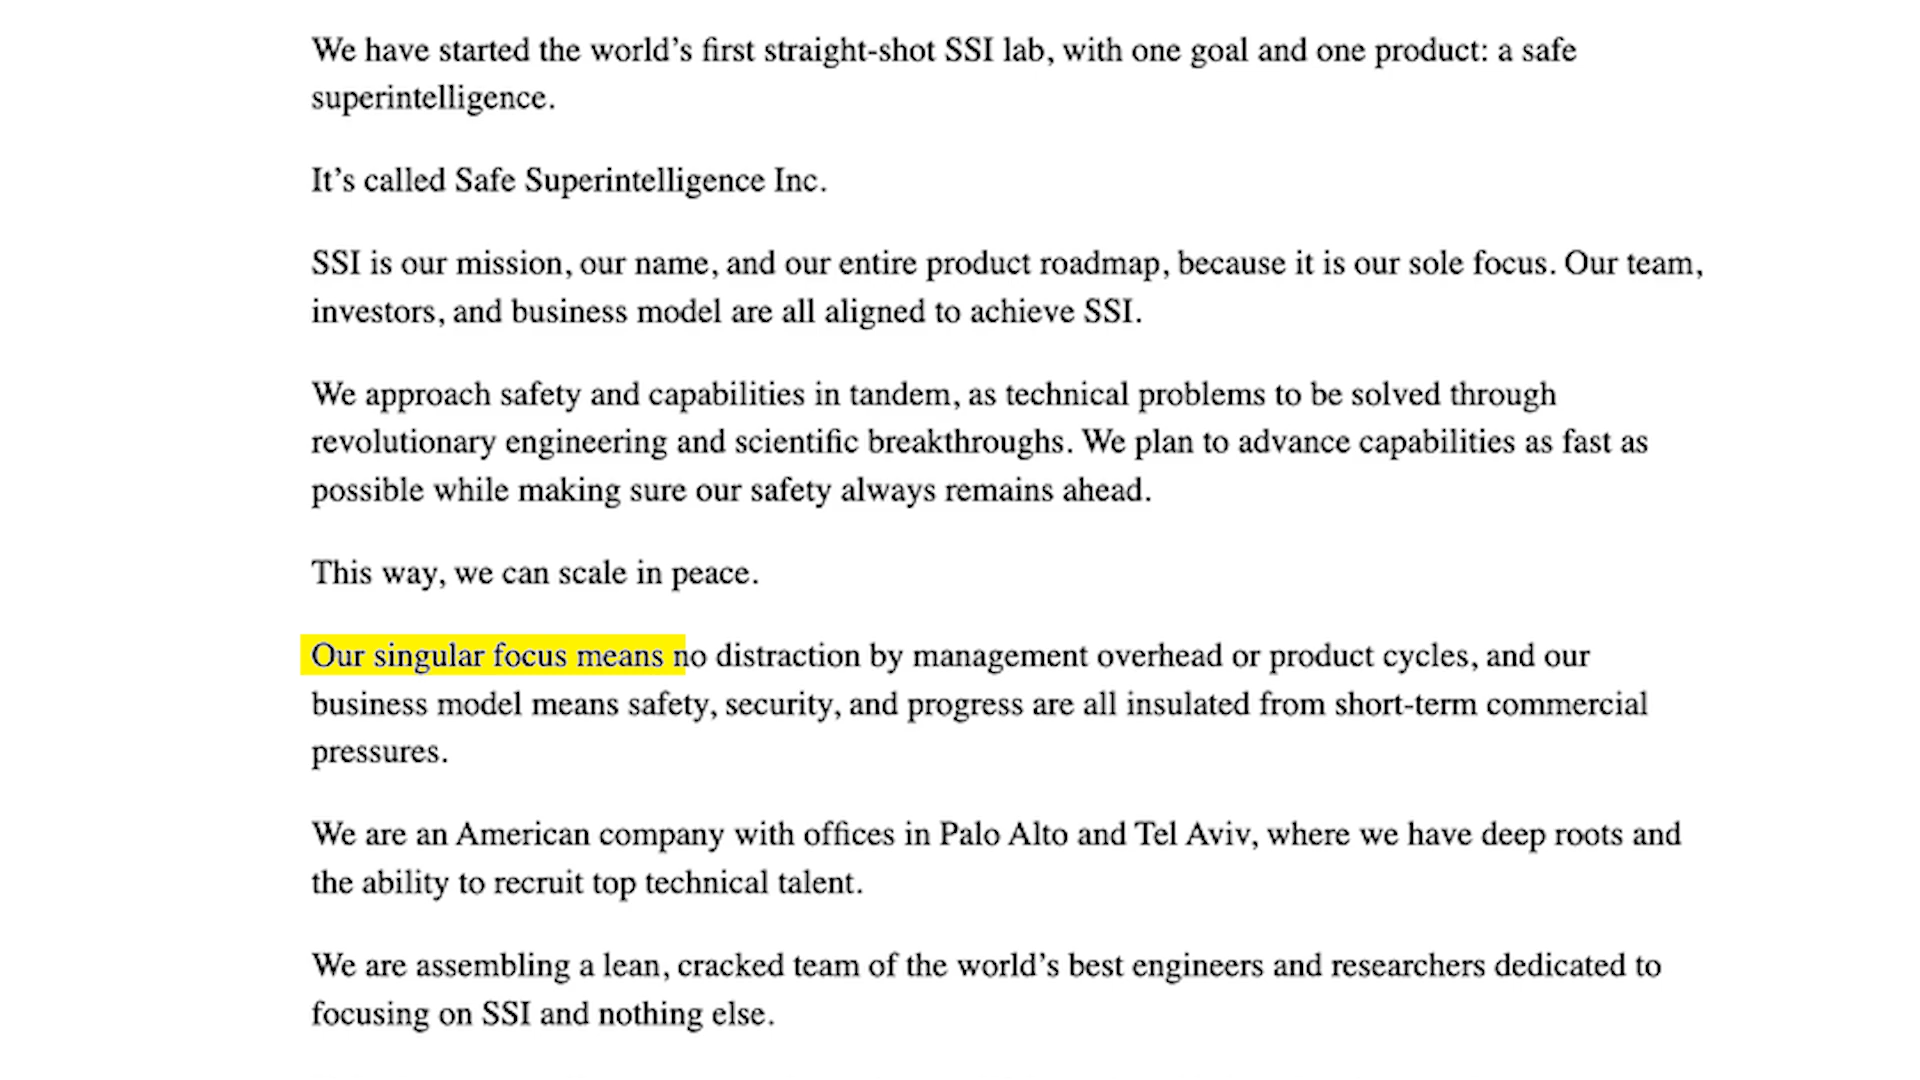 We have started the world’s first straight-shot SSI lab, with one goal and one product: a safe
superintelligence.
It’s called Safe Superintelligence Inc.
SSI is our mission, our name, and our entire product roadmap, because it is our sole focus. Our team,
investors, and business model are all aligned to achieve SSI.
We approach safety and capabilities in tandem, as technical problems to be solved through
revolutionary engineering and scientific breakthroughs. We plan to advance capabilities as fast as
possible while making sure our safety always remains ahead.
This way, we can scale in peace.
Our singular focus means no distraction by management overhead or product cycles, and our
business model means safety, security, and progress are all insulated from short-term commercial
pressures.
We are an American company with offices in Palo Alto and Tel Aviv, where we have deep roots and
the ability to recruit top technical talent.
We are assembling a lean, cracked team of the world’s best engineers and researchers dedicated to
focusing on SSI and nothing else.